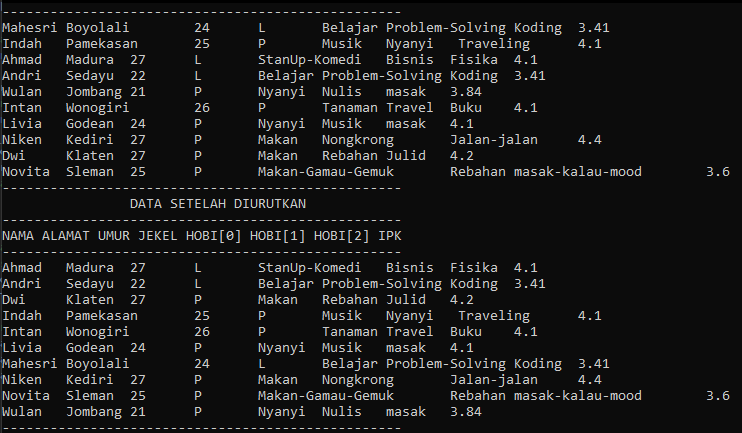 --------------------------------------------------
Mahesri Boyolali        24      L       Belajar Problem-Solving Koding  3.41
Indah   Pamekasan       25      P       Musik   Nyanyi   Traveling      4.1
Ahmad   Madura  27      L       StanUp-Komedi   Bisnis  Fisika  4.1
Andri   Sedayu  22      L       Belajar Problem-Solving Koding  3.41
Wulan   Jombang 21      P       Nyanyi  Nulis   masak   3.84
Intan   Wonogiri        26      P       Tanaman Travel  Buku    4.1
Livia   Godean  24      P       Nyanyi  Musik   masak   4.1
Niken   Kediri  27      P       Makan   Nongkrong       Jalan-jalan     4.4
Dwi     Klaten  27      P       Makan   Rebahan Julid   4.2
Novita  Sleman  25      P       Makan-Gamau-Gemuk       Rebahan masak-kalau-mood        3.6
--------------------------------------------------
                DATA SETELAH DIURUTKAN
--------------------------------------------------
NAMA ALAMAT UMUR JEKEL HOBI[0] HOBI[1] HOBI[2] IPK
--------------------------------------------------
Ahmad   Madura  27      L       StanUp-Komedi   Bisnis  Fisika  4.1
Andri   Sedayu  22      L       Belajar Problem-Solving Koding  3.41
Dwi     Klaten  27      P       Makan   Rebahan Julid   4.2
Indah   Pamekasan       25      P       Musik   Nyanyi   Traveling      4.1
Intan   Wonogiri        26      P       Tanaman Travel  Buku    4.1
Livia   Godean  24      P       Nyanyi  Musik   masak   4.1
Mahesri Boyolali        24      L       Belajar Problem-Solving Koding  3.41
Niken   Kediri  27      P       Makan   Nongkrong       Jalan-jalan     4.4
Novita  Sleman  25      P       Makan-Gamau-Gemuk       Rebahan masak-kalau-mood        3.6
Wulan   Jombang 21      P       Nyanyi  Nulis   masak   3.84
--------------------------------------------------